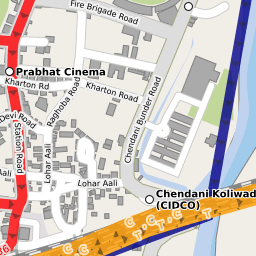 Fire Brigade Road
Prabhat Cinema
Kharton Rd
Kharton Road
Raghoba Road
Chendani Bunder Road
Devi Road
Station Road
Lohar Aali
Lohar Aali
Chendani Koliwad
(CIDCO)